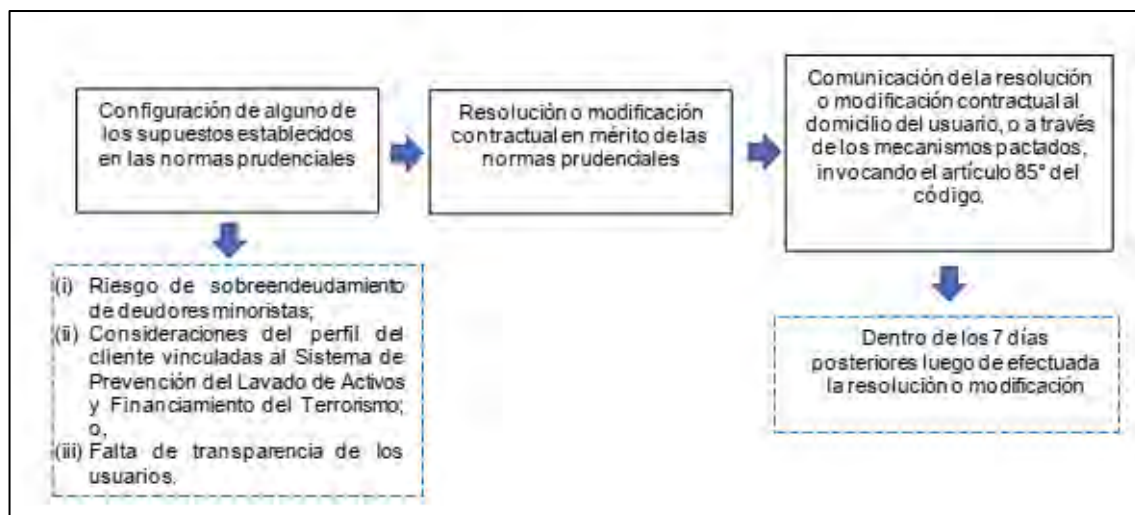 Configuración de alguno de
los supuestos establecidos
en las normas prudenciales
Resolución o modificación
contractual en mérito de las
normas prudenciales
Comunicación de la resolución
o modificación contractual al
domicilio del usuario, o a través
de los mecanismos pactados,
invocando el artículo 85° del
código.
(i) Riesgo de sobreendeudamiento
de deudores minoristas;
(ii) Consideraciones del perfil del
cliente vinculadas al Sistema de
Prevención del Lavado de Activos
y Financiamiento del Terrorismo;
o,
(iii) Falta de transparencia de los
usuarios.
Dentro de los 7 días
posteriores luego de efectuada
la resolución o modificación